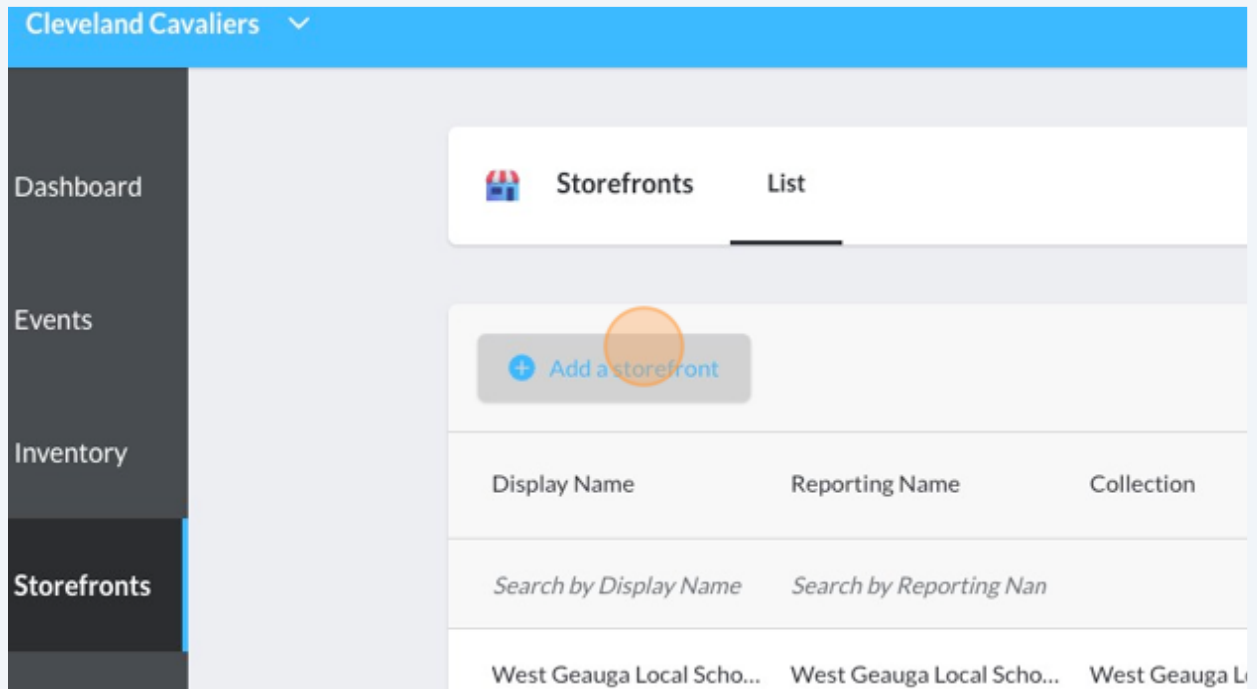 Cleveland Cavaliers
Dashboard
Storefronts List
Events
Add a storefront
Inventory
Display Name Reporting Name Collection
Storefronts
Search by Display Name Search by Reporting Nan
West Geauga Local Scho... West Geauga Local Scho... West Geauga